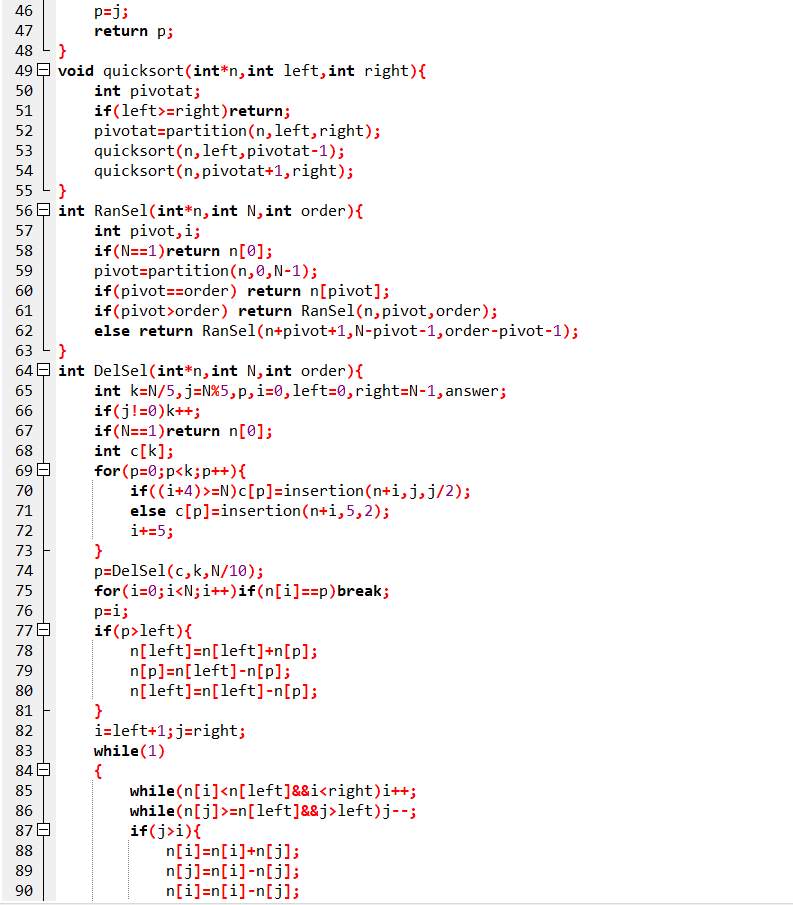 46 p=j;
47 return p;
48 }
49 void quicksort(int*n,int left,int right){
50 int pivotat;
51 if(left>=right)return;
52 pivotat=partition(n,left,right);
53 quicksort(n,left,pivotat-1);
54 quicksort(n,pivotat+1,right);
55 }
56 int RanSel(int*n,int N,int order){
57 int pivot,i;
58 if(N==1)return n[0];
59 pivot=partition(n,0,N-1);
60 if(pivot==order) return n[pivot];
61 if(pivot>order) return RanSel(n,pivot,order);
62 else return RanSel(n+pivot+1,N-pivot-1,order-pivot-1);
63 }
64 int DelSel(int*n,int N,int order){
65 int k=N/5,j=N%5,p,i=0,left=0,right=N-1,answer;
66 if(j!=0)k++;
67 if(N==1)return n[0];
68 int c[k];
69 for(p=0;p<k;p++){
70 if((i+4)>=N)c[p]=insertion(n+i,j,j/2);
71 else c[p]=insertion(n+i,5,2);
72 i+=5;
73 }
74 p=DelSel(c,k,N/10);
75 for(i=0;i<N;i++)if(n[i]==p)break;
76 p=i;
77 if(p>left){
78 n[left]=n[left]+n[p];
79 n[p]=n[left]-n[p];
80 n[left]=n[left]-n[p];
81 }
82 i=left+1;j=right;
83 while(1)
84 {
85 while(n[i]<n[left]&&i<right)i++;
86 while(n[j]>=n[left]&&j>left)j--;
87 if(j>i){
88 n[i]=n[i]+n[j];
89 n[j]=n[i]-n[j];
90 n[i]=n[i]-n[j];